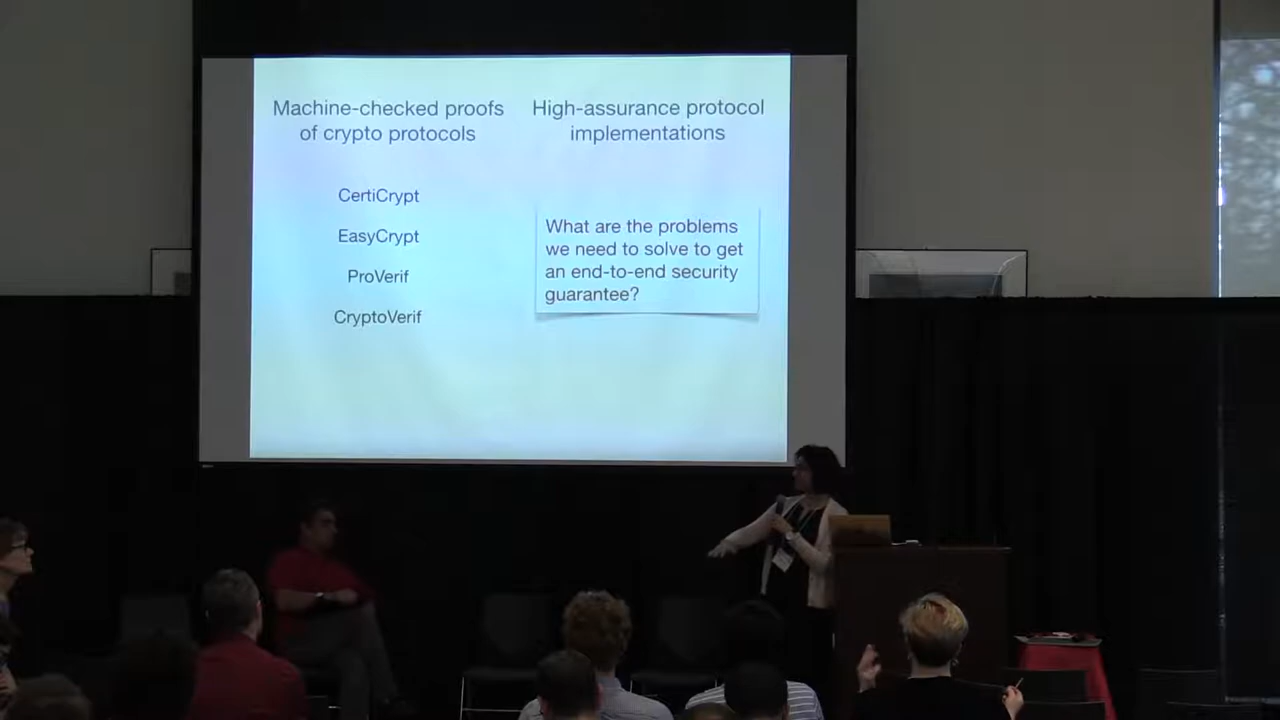 Machine-checked proofs
of crypto protocols
CertiCrypt
EasyCrypt
ProVerif
CryptoVerif
High-assurance protocol
implementations
What are the problems
we need to solve to get
an end-to-end security
guarantee?